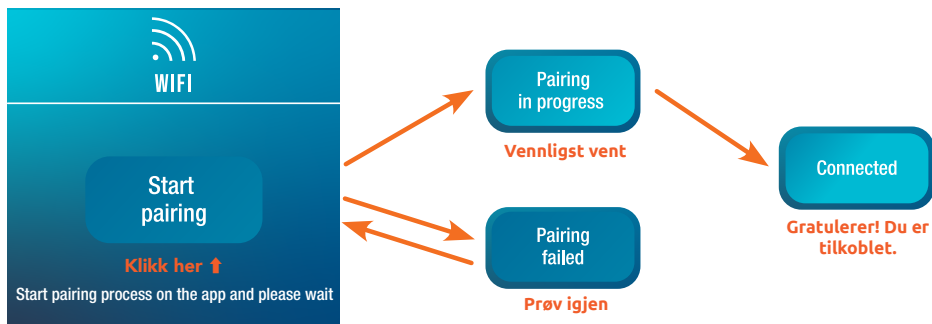 WIFI
Start
pairing
Klikk her ⬆
Start pairing process on the app and please wait
Pairing
in progress
Vennligst vent
Pairing
failed
Prøv igjen
Connected
Gratulerer! Du er
tilkoblet.